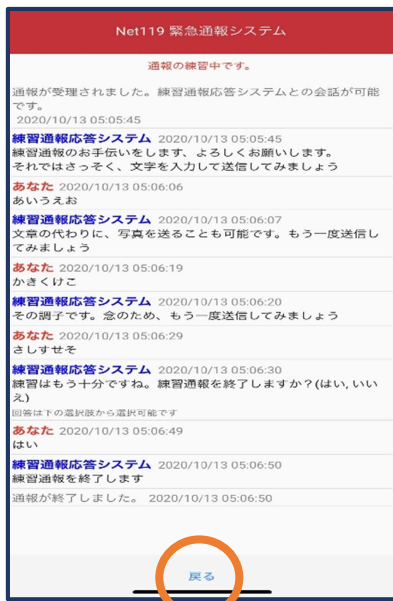 Net119 緊急通報システム
通報の練習中です。
通報が受理されました。練習通報応答システムとの会話が可能
です。
2020/10/13 05:05:45
練習通報応答システム 2020/10/13 05:05:45
練習通報のお手伝いをします、よろしくお願いします。
それではさっそく、文字を入力して送信してみましょう
あなた 2020/10/13 05:06:06
あいうえお
練習通報応答システム 2020/10/13 05:06:07
文章の代わりに、写真を送ることも可能です。もう一度送信し
てみましょう
あなた 2020/10/13 05:06:19
かきくけこ
練習通報応答システム 2020/10/13 05:06:20
その調子です。念のため、もう一度送信してみましょう
あなた 2020/10/13 05:06:29
さしすせそ
練習通報応答システム 2020/10/13 05:06:30
練習はもう十分ですね。練習通報を終了しますか？(はい, いい
え)
回答は下の選択肢から選択可能です
あなた 2020/10/13 05:06:49
はい
練習通報応答システム 2020/10/13 05:06:50
練習通報を終了します
通報が終了しました。 2020/10/13 05:06:50
戻る